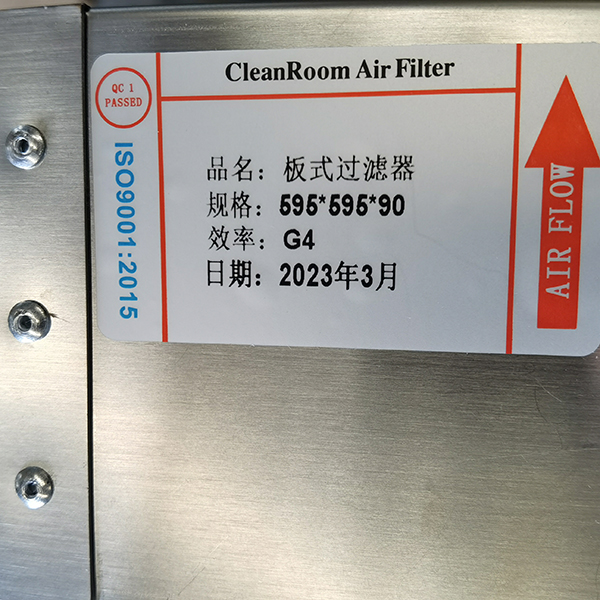 CleanRoom Air Filter
QC 1
PASSED
ISO9001:2015
品名：板式过滤器
规格：595*595*90
效率：G4
日期：2023年3月
AIR FLOW